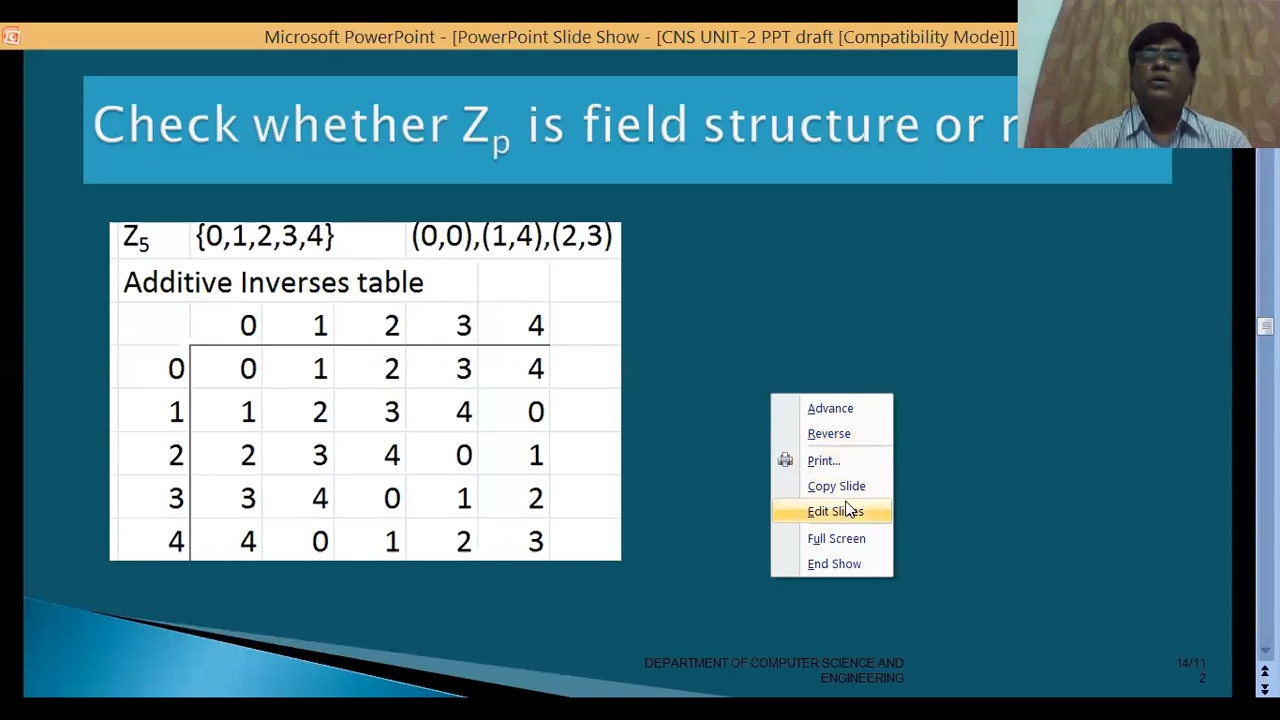 Microsoft PowerPoint - [PowerPoint Slide Show - [CNS UNIT-2 PPT draft [Compatibility Mode]]]
Check whether Zp is field structure or
Z5 {0,1,2,3,4} (0,0),(1,4),(2,3)
Additive Inverses table
0 1 2 3 4
0 0 1 2 3 4
1 1 2 3 4 0
2 2 3 4 0 1
3 3 4 0 1 2
4 4 0 1 2 3
Advance
Reverse
Print...
Copy Slide
Edit Slides
Full Screen
End Show
DEPARTMENT OF COMPUTER SCIENCE AND
ENGINEERING
14/11
2